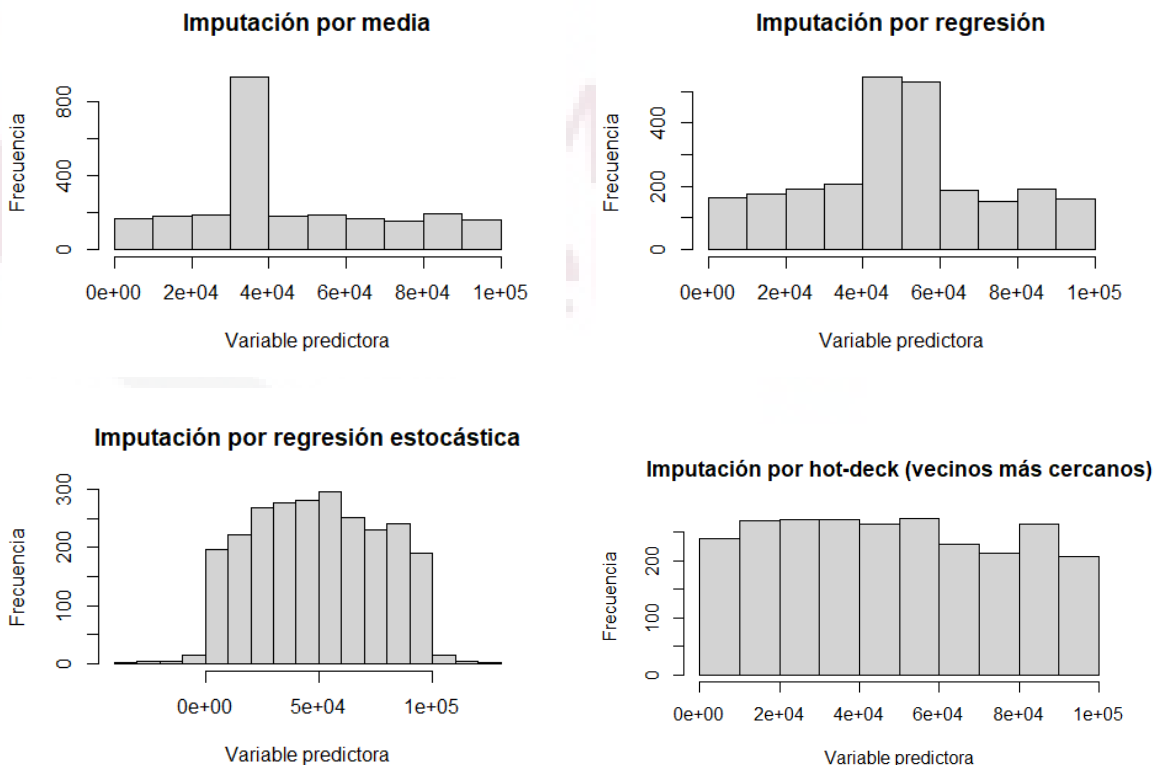 Imputación por media
Frecuencia
800
400
0
0e+00 2e+04 4e+04 6e+04 8e+04 1e+05
Variable predictora
Imputación por regresión
Frecuencia
400
200
0
0e+00 2e+04 4e+04 6e+04 8e+04 1e+05
Variable predictora
Imputación por regresión estocástica
Frecuencia
300
200
100
0
0e+00 5e+04 1e+05
Variable predictora
Imputación por hot-deck (vecinos más cercanos)
Frecuencia
200
100
0
0e+00 2e+04 4e+04 6e+04 8e+04 1e+05
Variable predictora